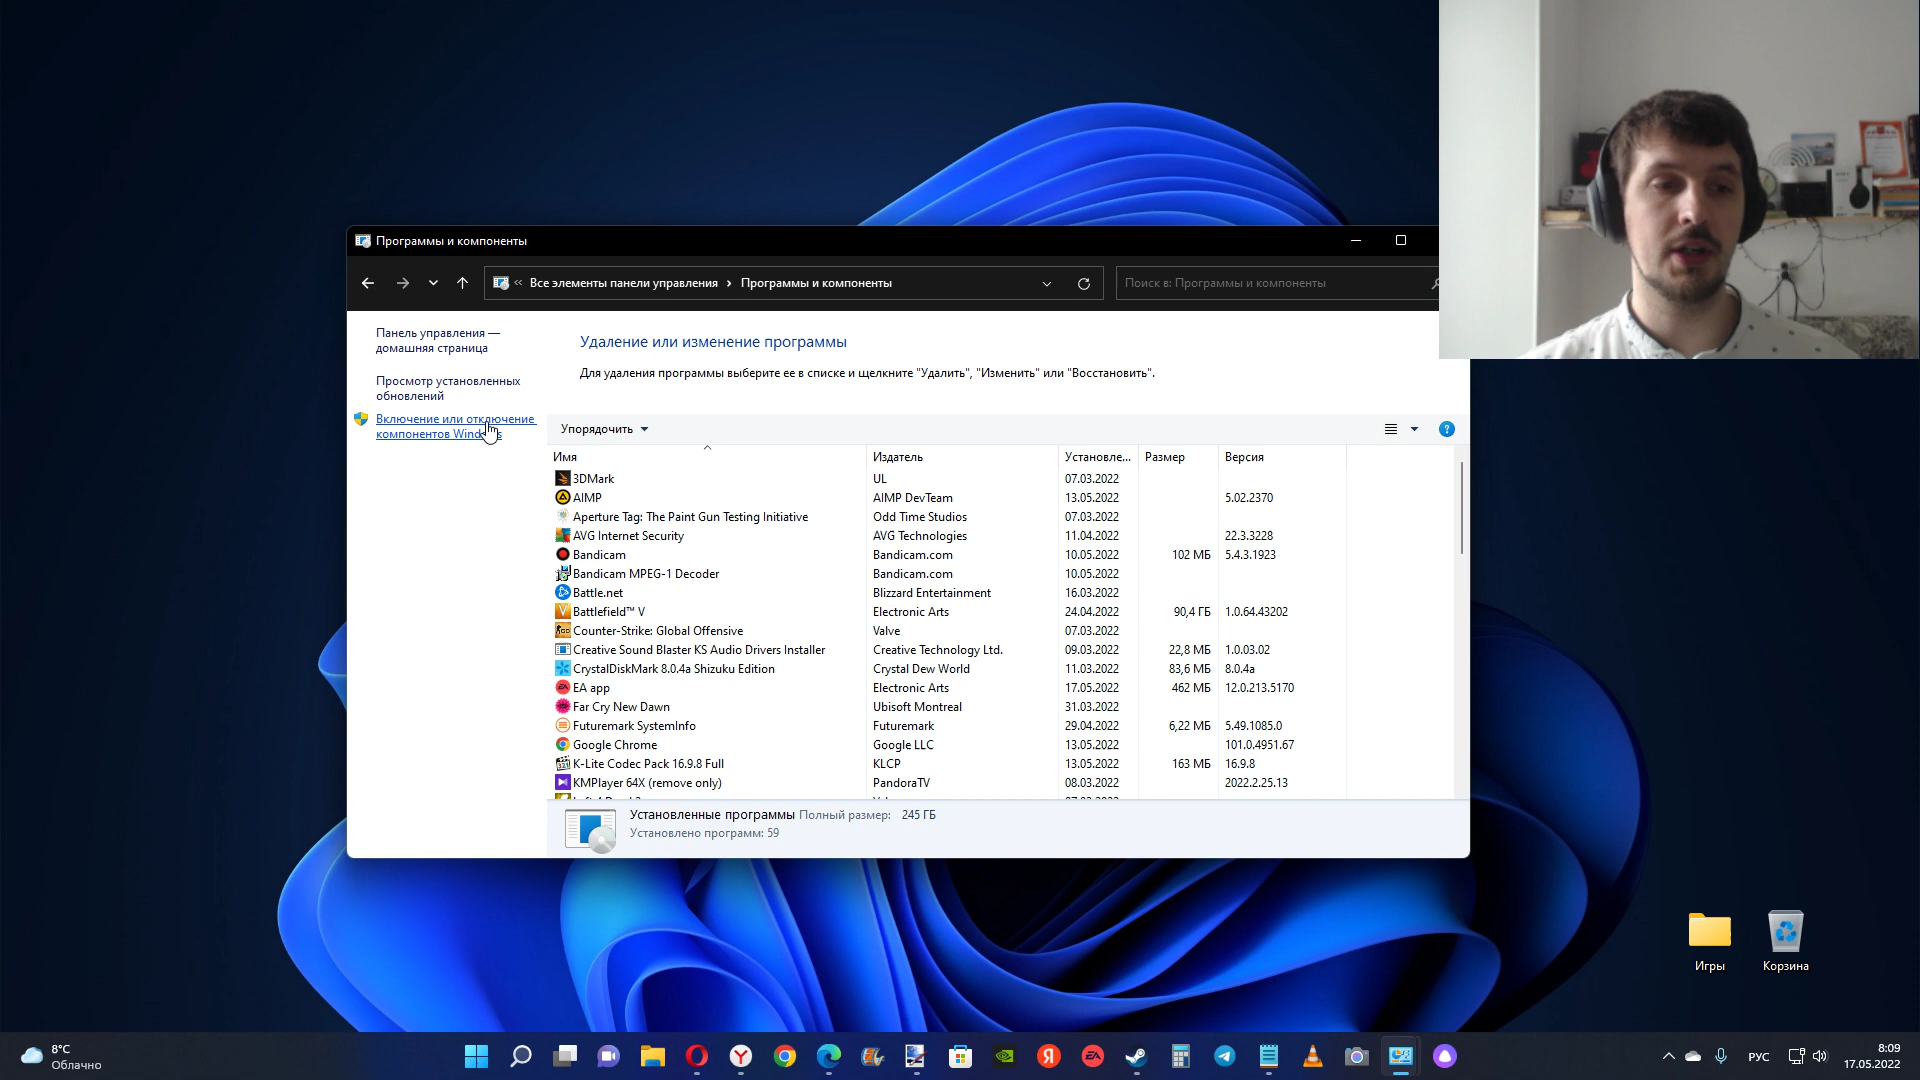 Программы и компоненты
Все элементы панели управления
Программы и компоненты
Поиск в: Программы и компоненты
Панель управления —
домашняя страница
Просмотр установленных
обновлений
Включение или отключение
компонентов
Удаление или изменение программы
Для удаления программы выберите ее в списке и щелкните "Удалить", "Изменить" или "Восстановить".
Упорядочить
Имя Издатель Установле... Размер Версия
3DMark UL 07.03.2022
AIMP AIMP DevTeam 13.05.2022 5.02.2370
Aperture Tag: The Paint Gun Testing Initiative Odd Time Studios 07.03.2022
AVG Internet Security AVG Technologies 11.04.2022 22.3.3228
Bandicam Bandicam.com 10.05.2022 102 МБ 5.4.3.1923
Bandicam MPEG-1 Decoder Bandicam.com 10.05.2022
Battle.net Blizzard Entertainment 16.03.2022
Battlefield™ V Electronic Arts 24.04.2022 90,4 ГБ 1.0.64.43202
Counter-Strike: Global Offensive Valve 07.03.2022
Creative Sound Blaster KS Audio Drivers Installer Creative Technology Ltd. 09.03.2022 22,8 МБ 1.0.03.02
CrystalDiskMark 8.0.4a Shizuku Edition Crystal Dew World 11.03.2022 83,6 МБ 8.0.4a
EA app Electronic Arts 17.05.2022 462 МБ 12.0.213.5170
Far Cry New Dawn Ubisoft Montreal 31.03.2022
Futuremark SystemInfo Futuremark 29.04.2022 6,22 МБ 5.49.1085.0
Google Chrome Google LLC 13.05.2022 101.0.4951.67
K-Lite Codec Pack 16.9.8 Full KLCP 13.05.2022 163 МБ 16.9.8
KMPlayer 64X (remove only) PandoraTV 08.03.2022 2022.2.25.13
Установленные программы Полный размер: 245 ГБ
Установлено программ: 59
Игры
Корзина
8°C
Облачно
РУС
8:09
17.05.2022